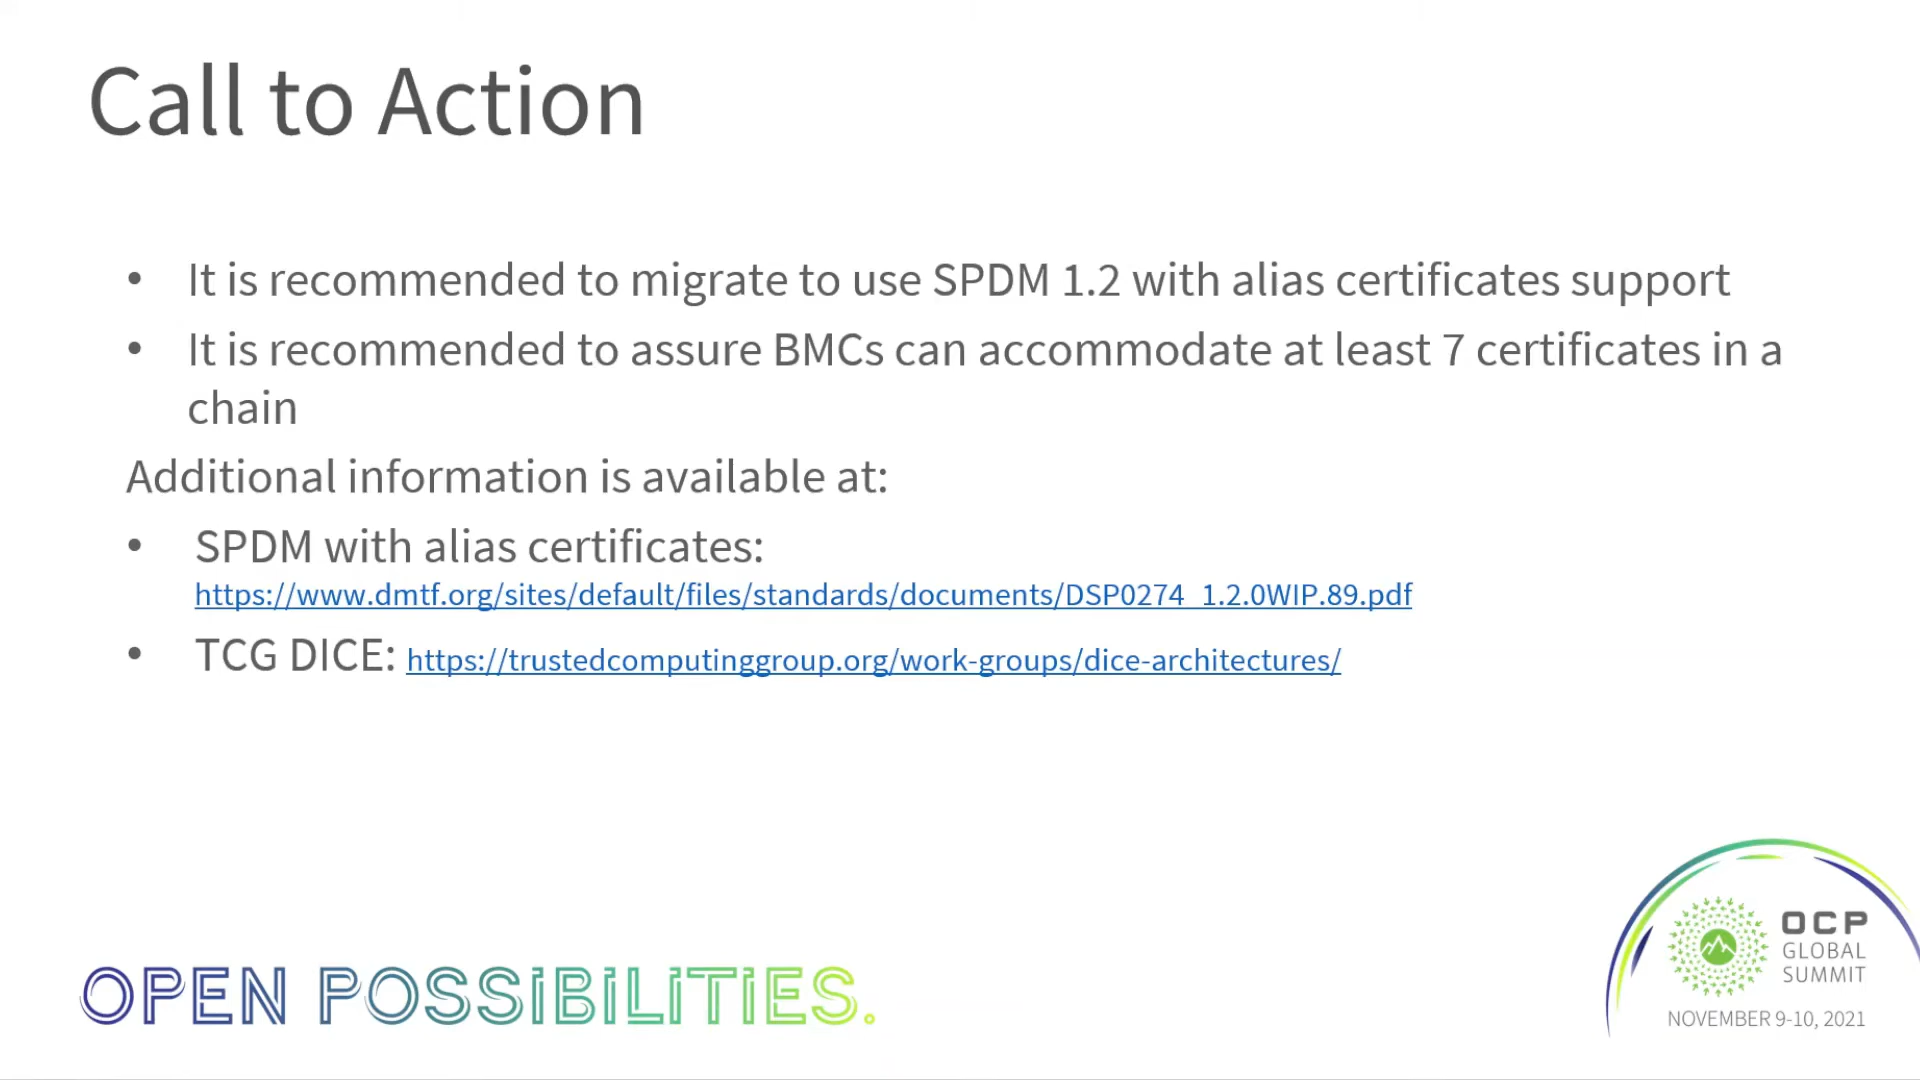 Call to Action
• It is recommended to migrate to use SPDM 1.2 with alias certificates support
• It is recommended to assure BMCs can accommodate at least 7 certificates in a
chain
Additional information is available at:
• SPDM with alias certificates:
https://www.dmtf.org/sites/default/files/standards/documents/DSP0274_1.2.0WIP.89.pdf
• TCG DICE: https://trustedcomputinggroup.org/work-groups/dice-architectures/
OPEN POSSIBILITIES.
OCP
GLOBAL
SUMMIT
NOVEMBER 9-10, 2021